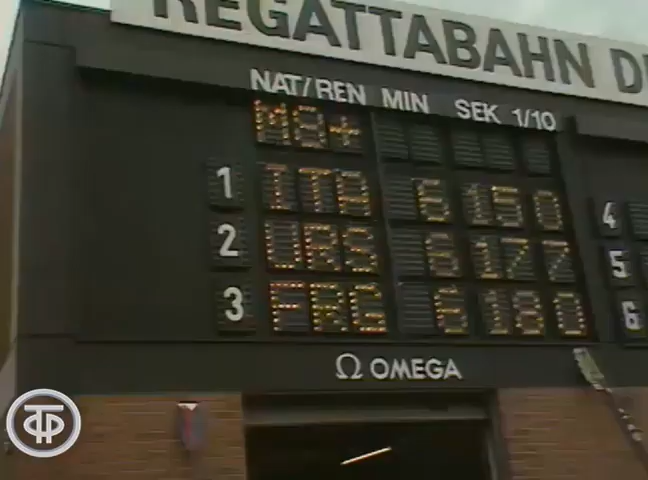 REGATTABAHN D
NAT/REN MIN SEK 1/10
M8+
1 ITA 6 15 0 4
2 URS 6 17 7 5
3 FRG 6 18 0 6
Ω OMEGA